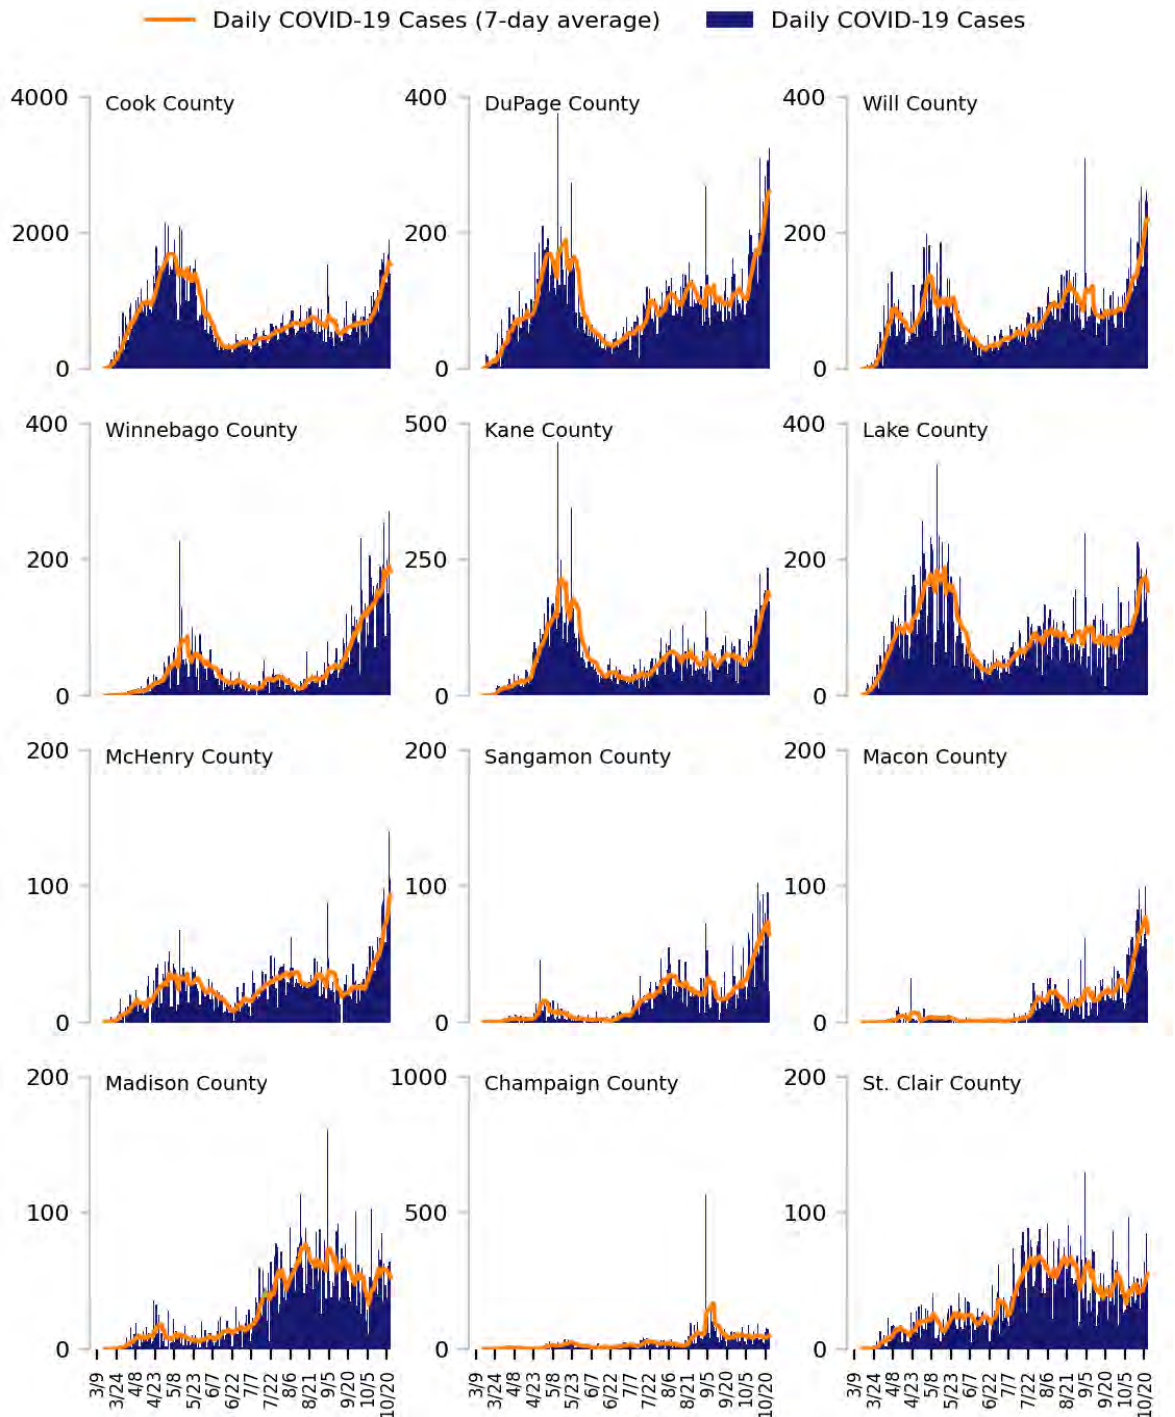 Daily COVID-19 Cases (7-day average) Daily COVID-19 Cases
4000 Cook County 400 DuPage County 400 Will County
2000 200 200
0 0 0
400 Winnebago County 500 Kane County 400 Lake County
200 250 200
0 0 0
200 McHenry County 200 Sangamon County 200 Macon County
100 100 100
0 0 0
200 Madison County 1000 Champaign County 200 St. Clair County
100 500 100
0 0 0
3/9 3/24 4/8 4/23 5/8 5/23 6/7 6/22 7/7 7/22 8/6 8/21 9/5 9/20 10/5 10/20 3/9 3/24 4/8 4/23 5/8 5/23 6/7 6/22 7/7 7/22 8/6 8/21 9/5 9/20 10/5 10/20 3/9 3/24 4/8 4/23 5/8 5/23 6/7 6/22 7/7 7/22 8/6 8/21 9/5 9/20 10/5 10/20